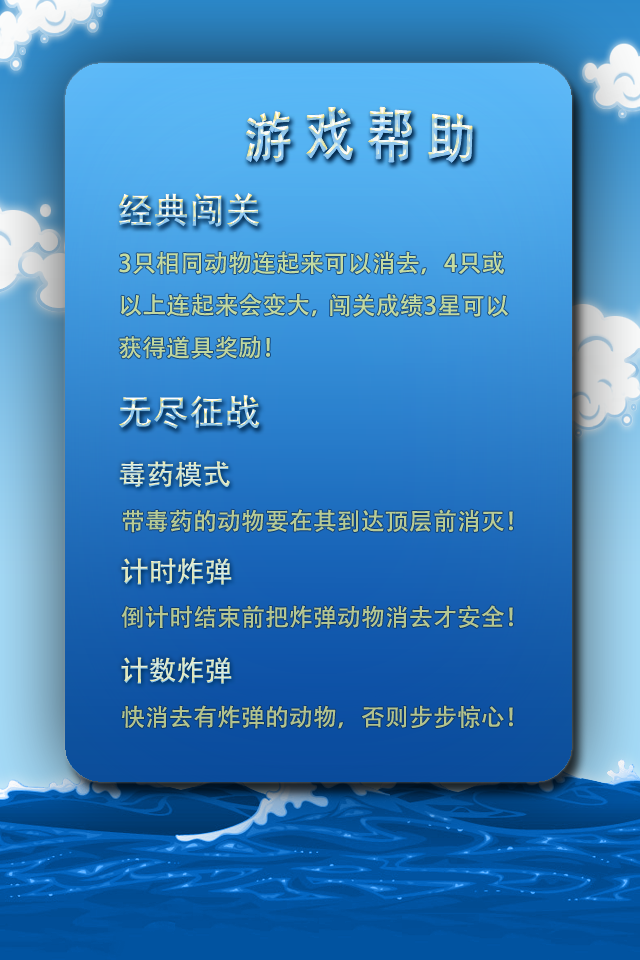 游戏帮助
经典闯关
3只相同动物连起来可以消去，4只或
以上连起来会变大，闯关成绩3星可以
获得道具奖励！
无尽征战
毒药模式
带毒药的动物要在其到达顶层前消灭！
计时炸弹
倒计时结束前把炸弹动物消去才安全！
计数炸弹
快消去有炸弹的动物，否则步步惊心！